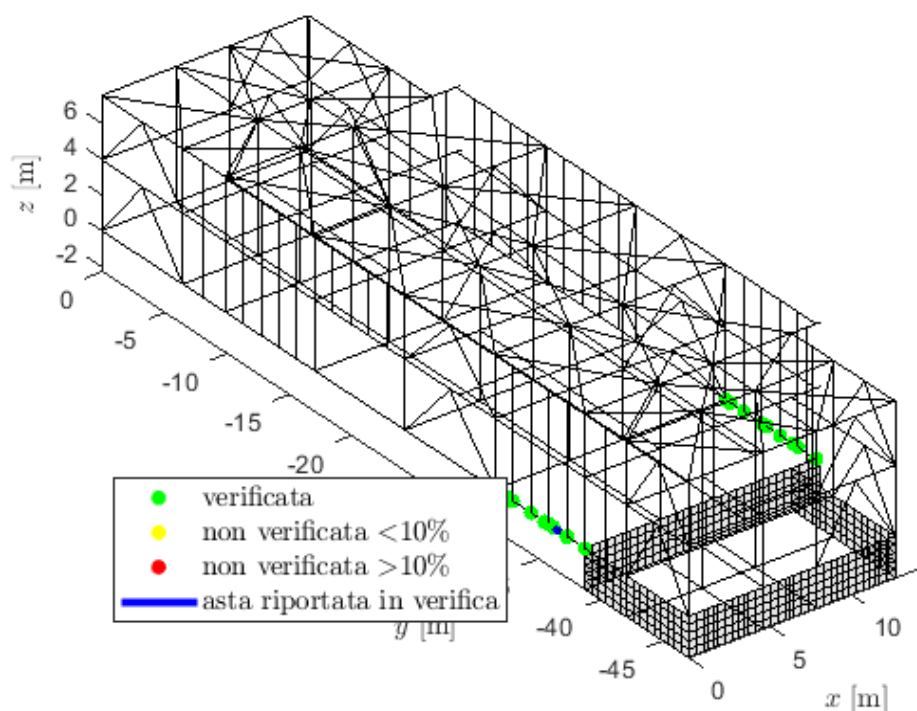 6
4
2
0
-2
z [m]
0
-5
-10
-15
-20
verificata
non verificata <10%
non verificata >10%
asta riportata in verifica
y [m]
-40
-45
0
5
10
x [m]